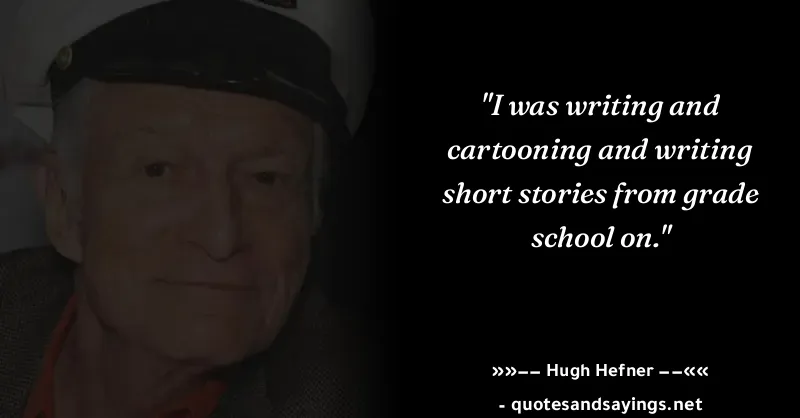 "I was writing and
cartooning and writing
short stories from grade
school on."
»»−− Hugh Hefner −−««
- quotesandsayings.net